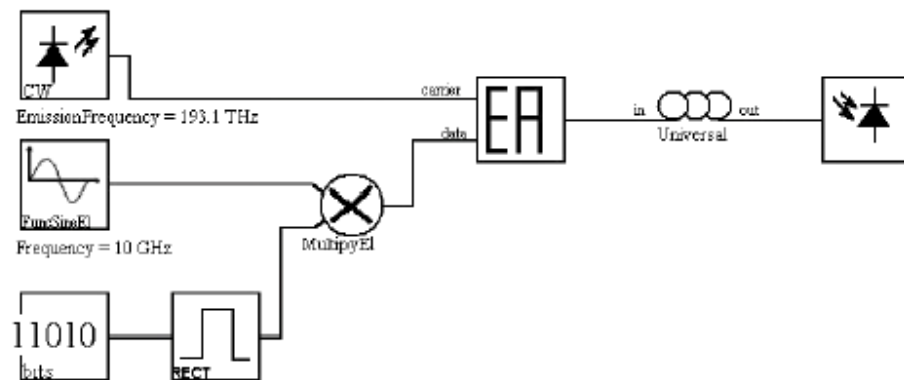 CW
EmissionFrequency = 193.1 THz
carrier
data
EA
in
out
Universal
FuncSineEl
Frequency = 10 GHz
MultipyEl
11010
bits
RECT